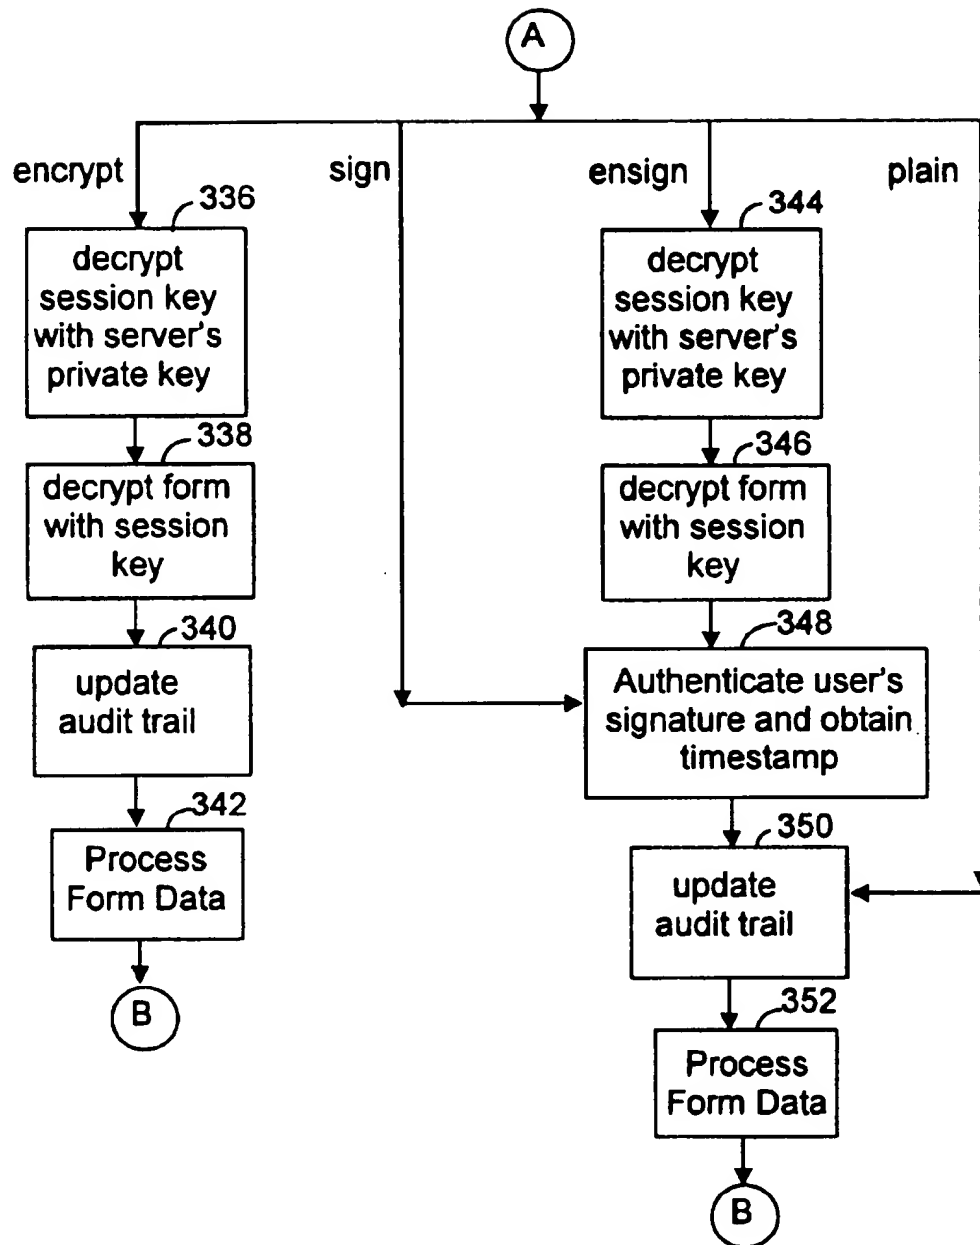 A
encrypt
sign
ensign
plain
336
decrypt
session key
with server's
private key
338
decrypt form
with session
key
340
update
audit trail
342
Process
Form Data
B
344
decrypt
session key
with server's
private key
346
decrypt form
with session
key
348
Authenticate user's
signature and obtain
timestamp
350
update
audit trail
352
Process
Form Data
B